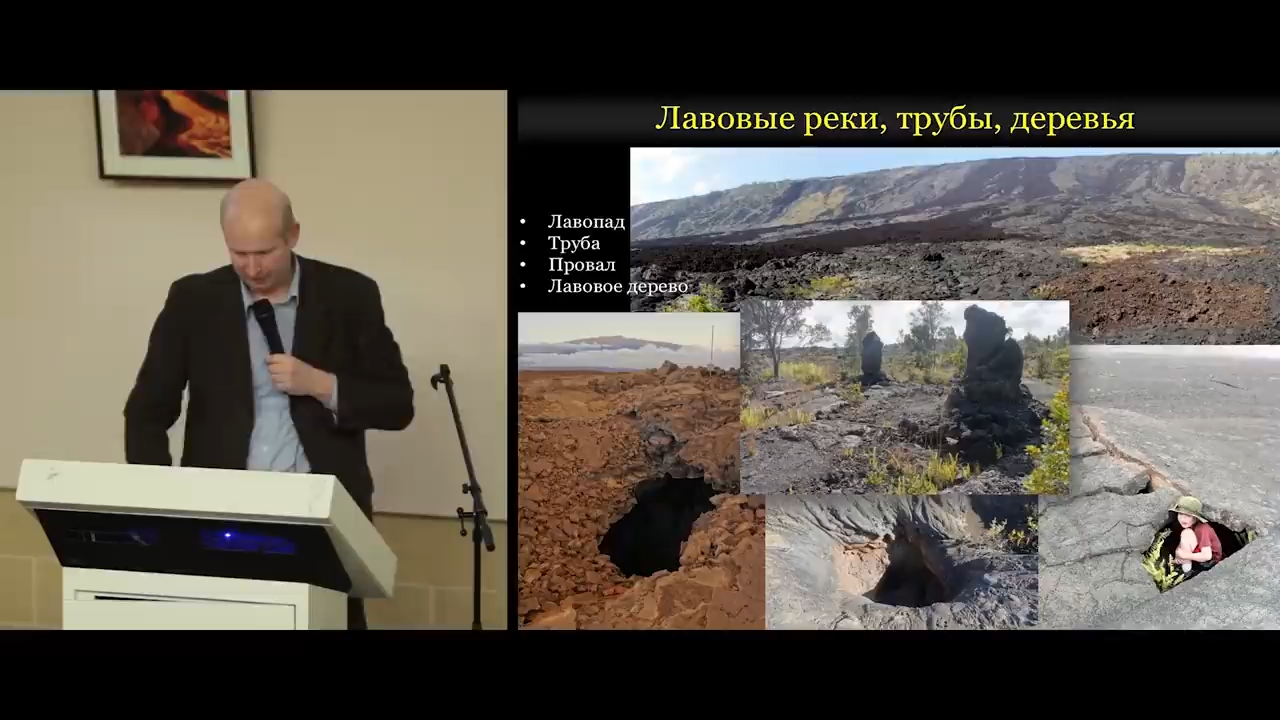 Лавовые реки, трубы, деревья
• Лавопад
• Труба
• Провал
• Лавовое дерево